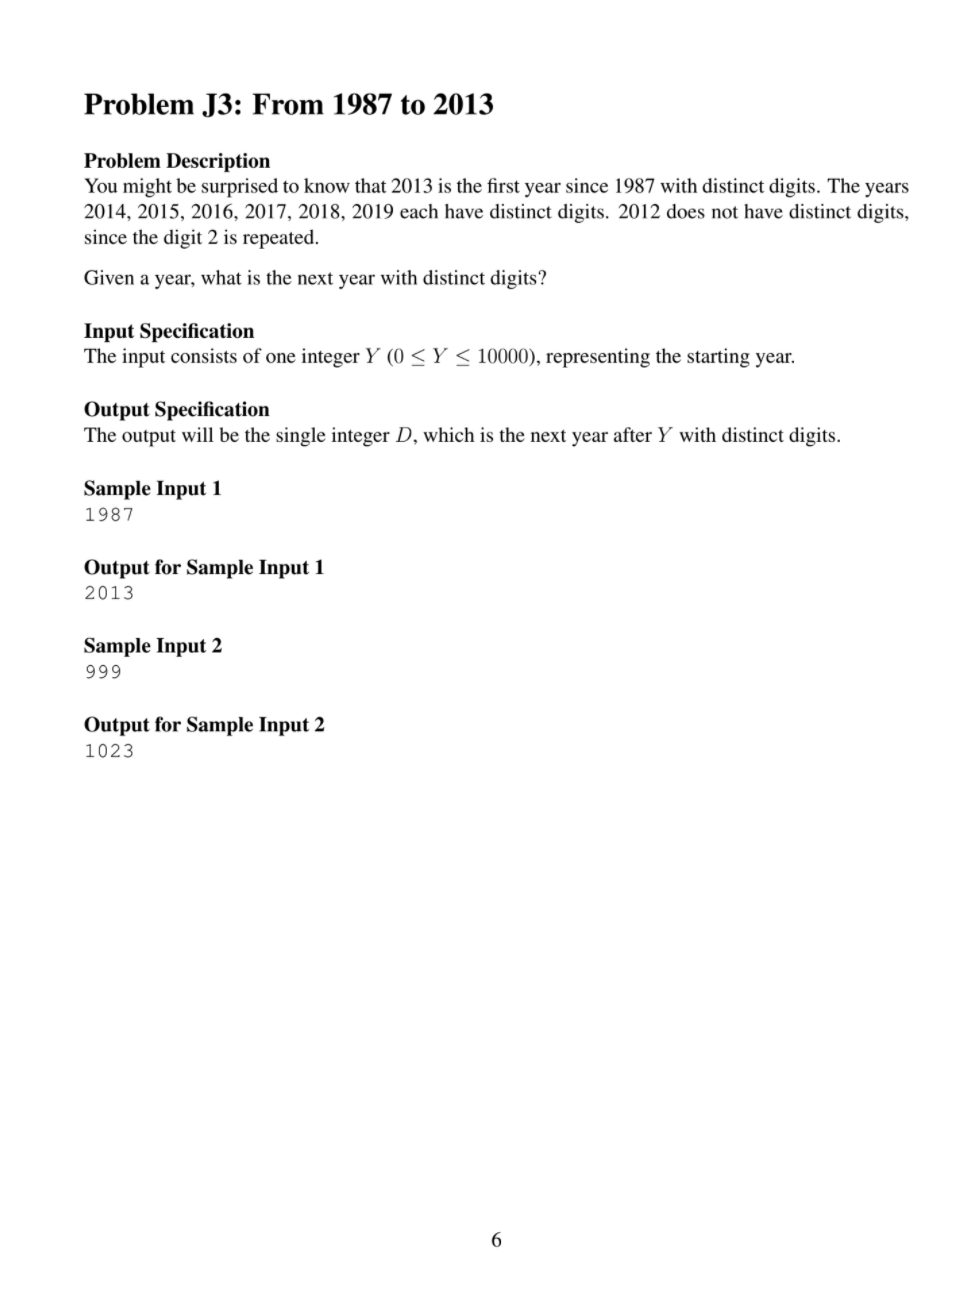 Problem J3: From 1987 to 2013
Problem Description
You might be surprised to know that 2013 is the first year since 1987 with distinct digits. The years
2014, 2015, 2016, 2017, 2018, 2019 each have distinct digits. 2012 does not have distinct digits,
since the digit 2 is repeated.
Given a year, what is the next year with distinct digits?
Input Specification
The input consists of one integer Y (0 ≤ Y ≤ 10000), representing the starting year.
Output Specification
The output will be the single integer D, which is the next year after Y with distinct digits.
Sample Input 1
1987
Output for Sample Input 1
2013
Sample Input 2
999
Output for Sample Input 2
1023
6